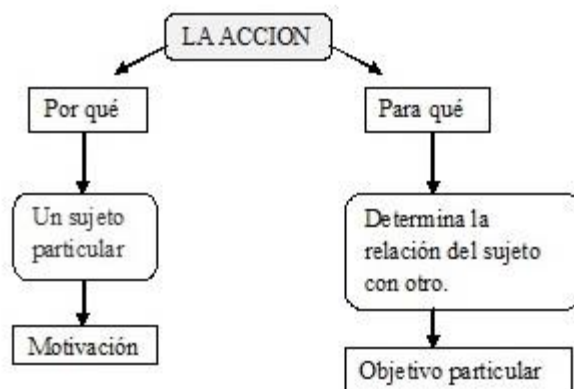 LA ACCION
Por qué
Para qué
Un sujeto
particular
Determina la
relación del sujeto
con otro.
Motivación
Objetivo particular